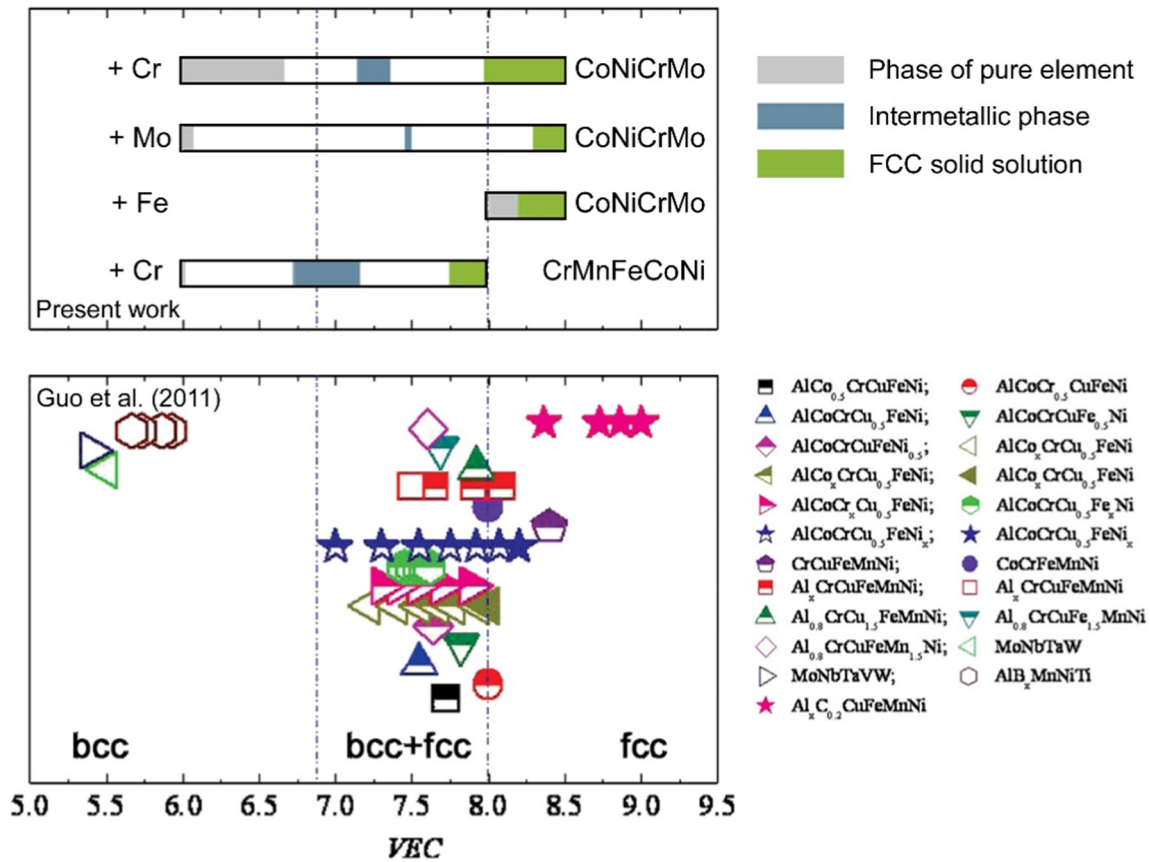 + Cr CoNiCrMo
+ Mo CoNiCrMo
+ Fe CoNiCrMo
+ Cr CrMnFeCoNi
Present work
Phase of pure element
Intermetallic phase
FCC solid solution
Guo et al. (2011)
bcc bcc+fcc fcc
5.0 5.5 6.0 6.5 7.0 7.5 8.0 8.5 9.0 9.5
VEC
AlCo0.5CrCuFeNi; AlCoCr0.5CuFeNi
AlCoCrCu0.5FeNi; AlCoCrCuFe0.5Ni
AlCoCrCuFeNi0.5; AlCoxCrCu0.5FeNi
AlCoxCrCu0.5FeNi; AlCoxCrCu0.5FeNi
AlCoCrxCu0.5FeNi; AlCoCrCu0.5FexNi
AlCoCrCu0.5FeNix; AlCoCrCu0.5FeNix
CrCuFeMnNi; CoCrFeMnNi
AlxCrCuFeMnNi; AlxCrCuFeMnNi
Al0.8CrCu1.5FeMnNi; Al0.8CrCuFe1.5MnNi
Al0.8CrCuFeMn1.5Ni; MoNbTaW
MoNbTaVW; AlBxMnNiTi
AlxC0.2CuFeMnNi